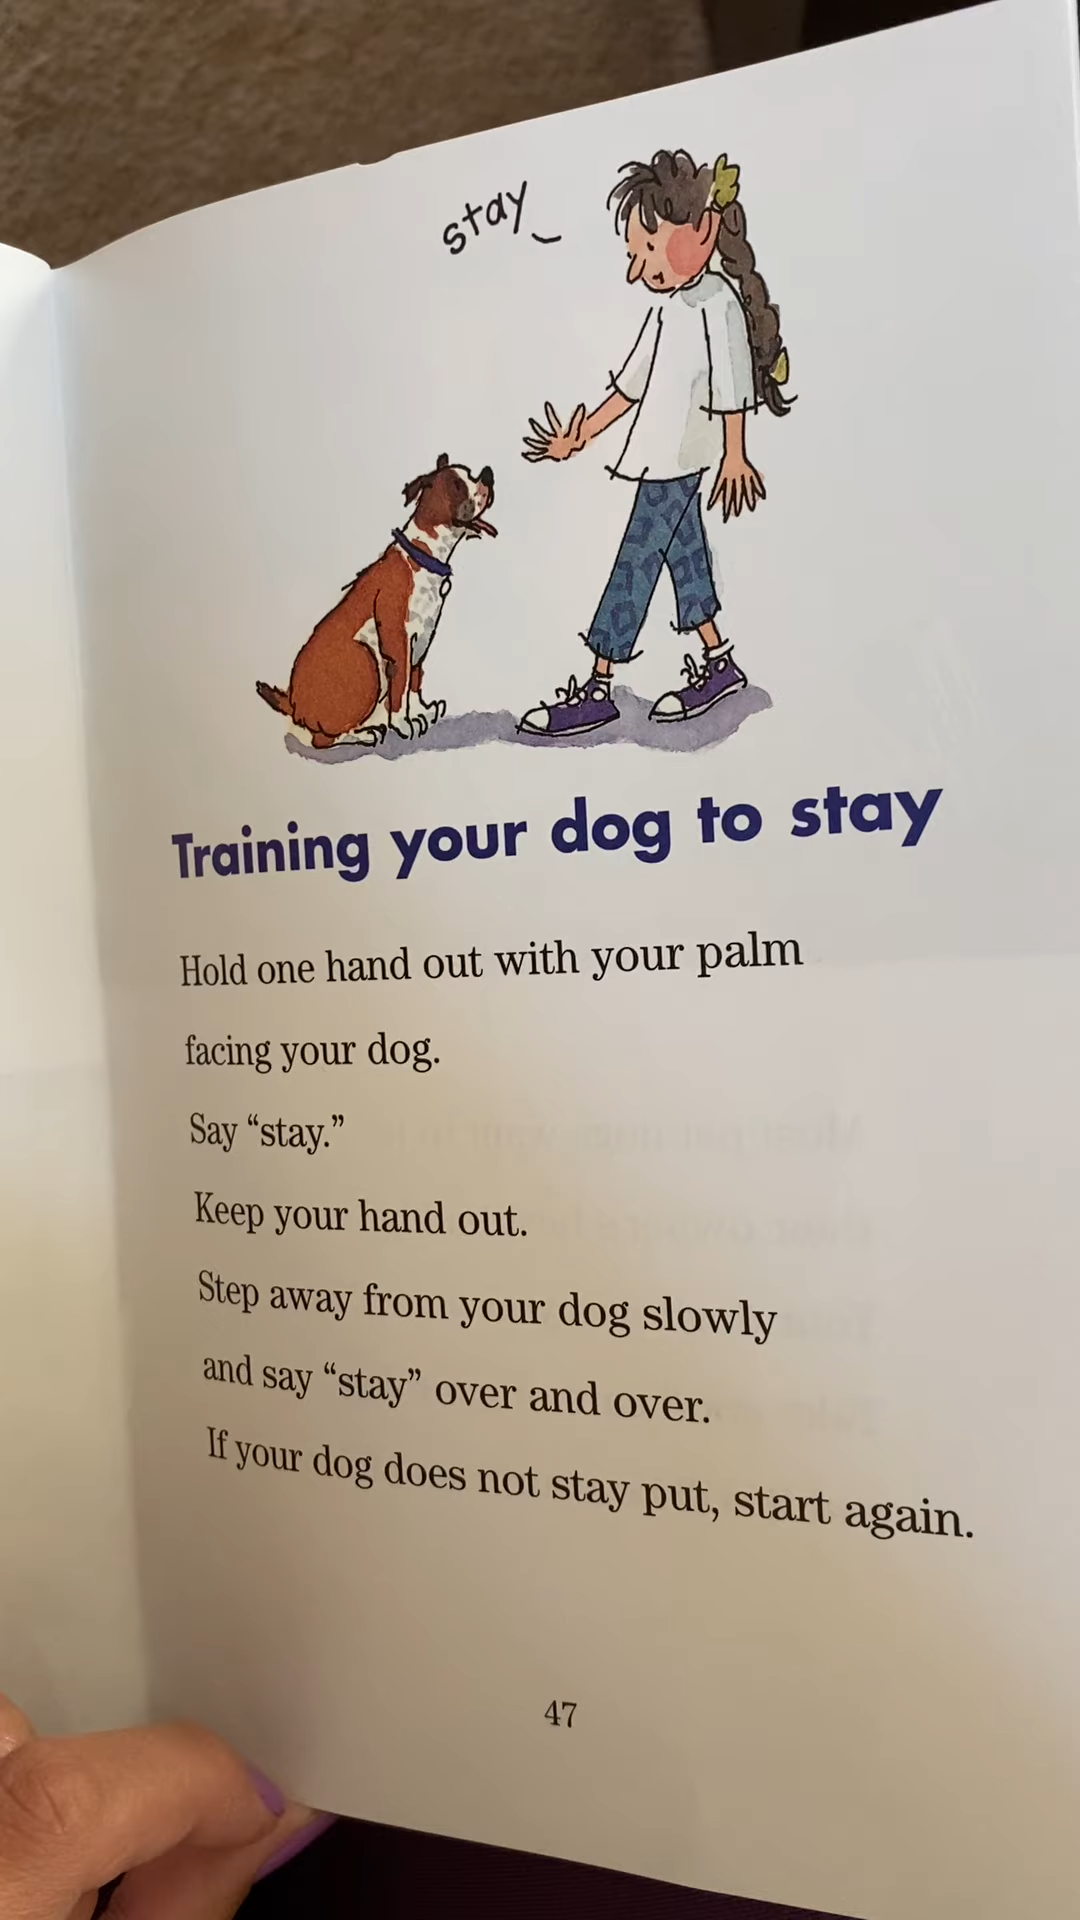 stay
Training your dog to stay
Hold one hand out with your palm
facing your dog.
Say “stay.”
Keep your hand out.
Step away from your dog slowly
and say “stay” over and over.
If your dog does not stay put, start again.
47